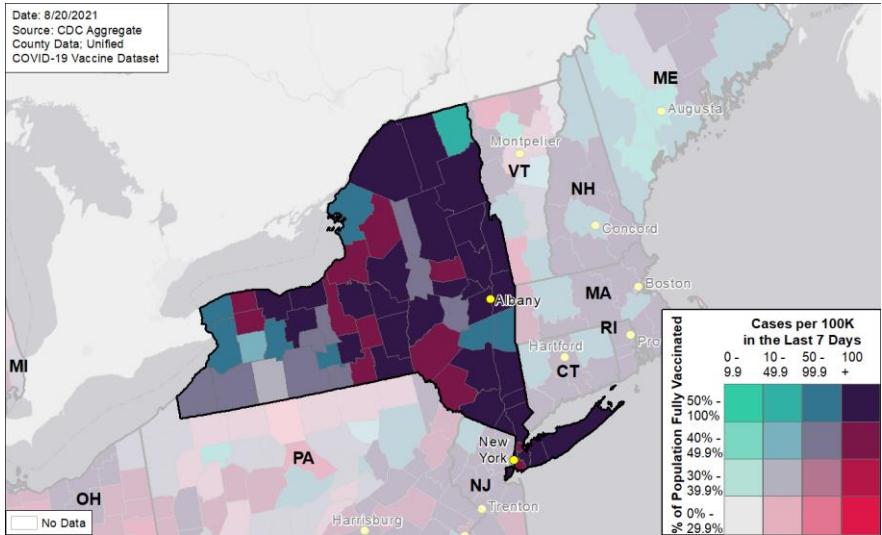 Date: 8/20/2021
Source: CDC Aggregate
County Data; Unified
COVID-19 Vaccine Dataset
ME
Augusta
Montpelier
VT
NH
Concord
Albany
Boston
MA
RI
Hartford
CT
MI
New
York
PA
NJ
OH
Trenton
Harrisburg
No Data
Cases per 100K
in the Last 7 Days
0 - 10 - 50 - 100
9.9 49.9 99.9 +
% of Population Fully Vaccinated
50% -
100%
40% -
49.9%
30% -
39.9%
0% -
29.9%